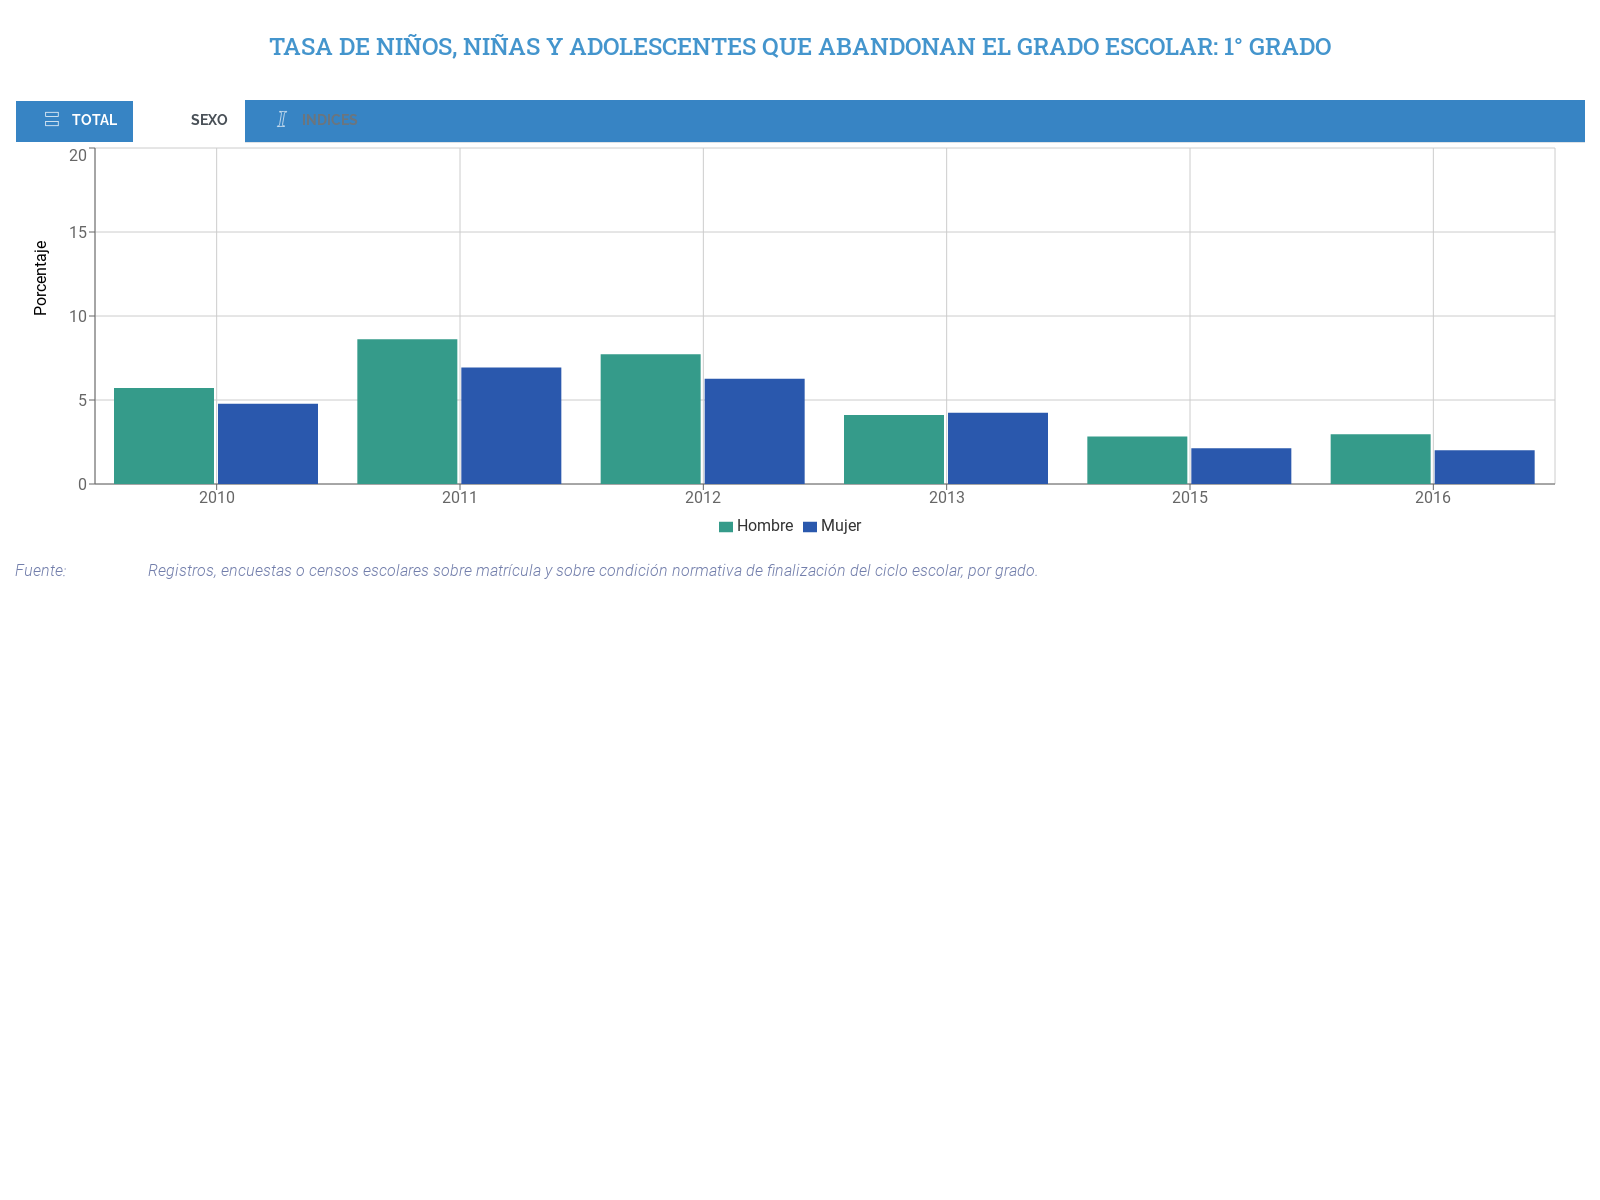 TASA DE NIÑOS, NIÑAS Y ADOLESCENTES QUE ABANDONAN EL GRADO ESCOLAR: 1° GRADO
TOTAL SEXO INDICES
20
15
10
5
0
Porcentaje
2010 2011 2012 2013 2015 2016
Hombre Mujer
Fuente: Registros, encuestas o censos escolares sobre matrícula y sobre condición normativa de finalización del ciclo escolar, por grado.